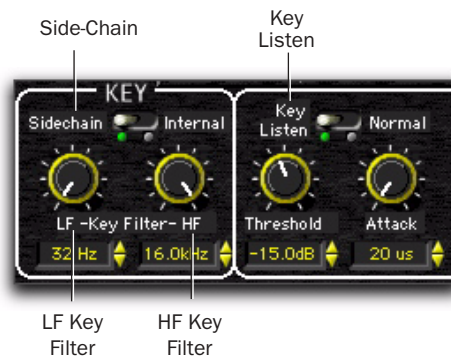 Side-Chain
Key
Listen
KEY
Sidechain
Internal
Key
Listen
Normal
LF -Key Filter- HF
Threshold
Attack
32 Hz
16.0kHz
-15.0dB
20 us
LF Key
Filter
HF Key
Filter